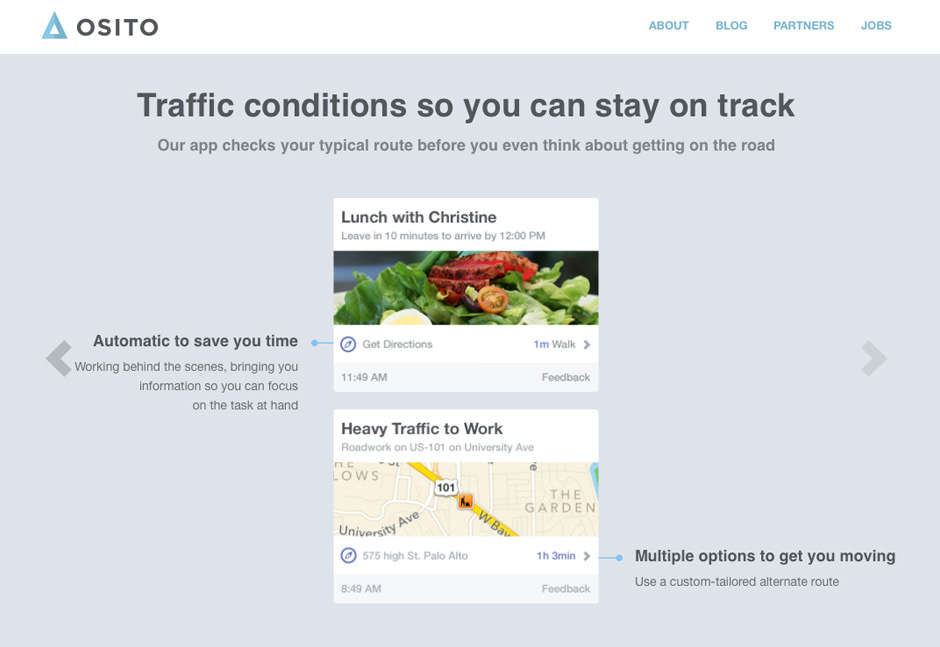 OSITO
ABOUT BLOG PARTNERS JOBS
Traffic conditions so you can stay on track
Our app checks your typical route before you even think about getting on the road
Lunch with Christine
Leave in 10 minutes to arrive by 12:00 PM
Automatic to save you time
Working behind the scenes, bringing you
information so you can focus
on the task at hand
Get Directions 1m Walk
11:49 AM Feedback
Heavy Traffic to Work
Roadwork on US-101 on University Ave
THE
LOWS
101
THE
GARDEN
University Ave
W Bay
575 high St. Palo Alto 1h 3min
8:49 AM Feedback
Multiple options to get you moving
Use a custom-tailored alternate route